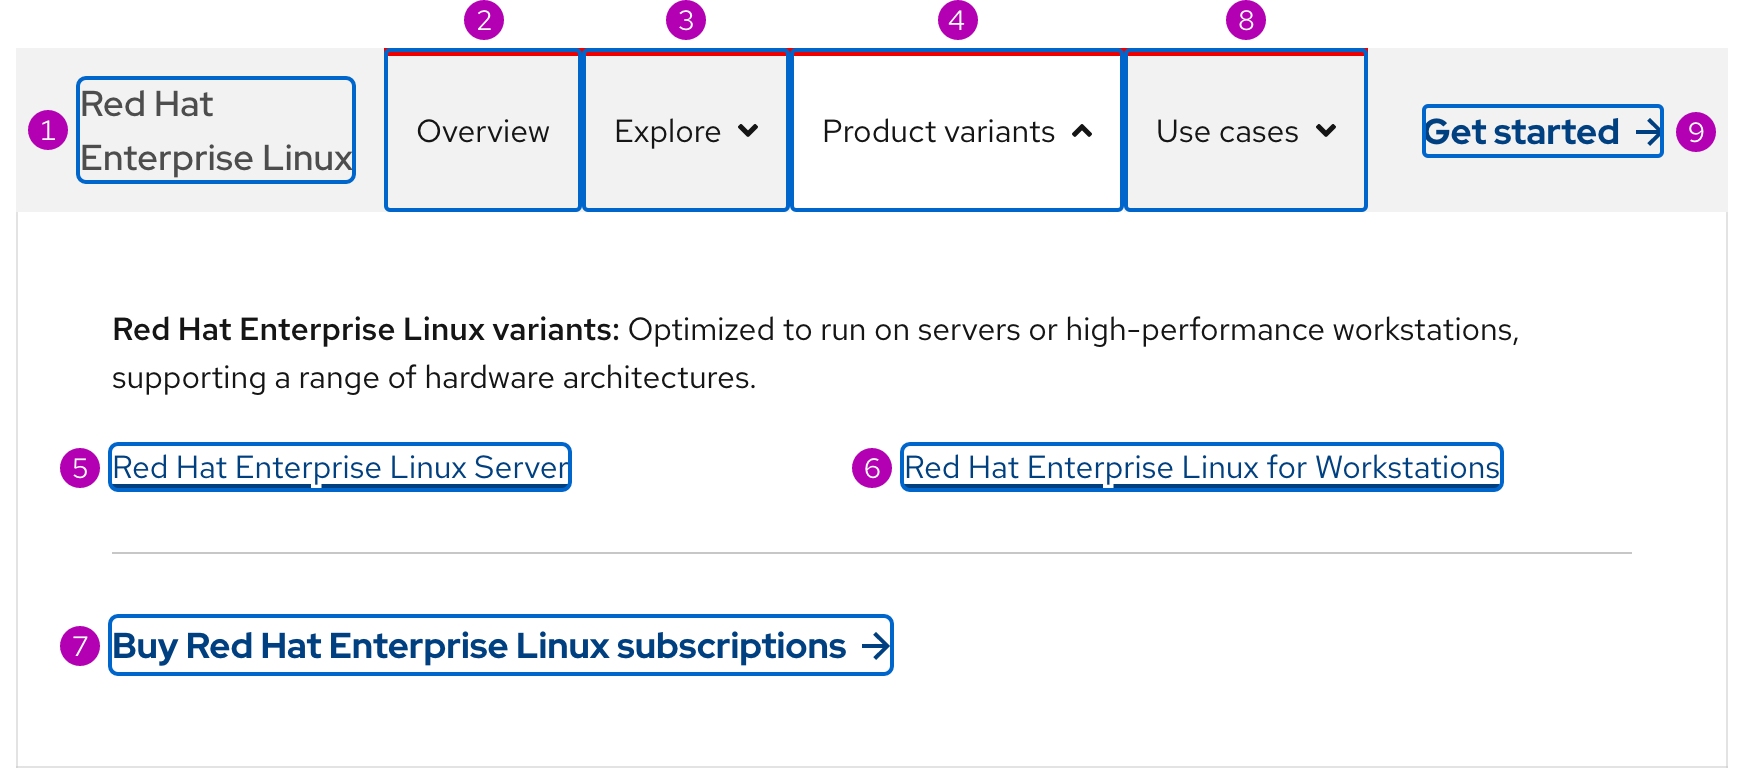 2 3 4 8
1 Red Hat
Enterprise Linux
Overview Explore Product variants Use cases Get started → 9
Red Hat Enterprise Linux variants: Optimized to run on servers or high-performance workstations,
supporting a range of hardware architectures.
5 Red Hat Enterprise Linux Server 6 Red Hat Enterprise Linux for Workstations
7 Buy Red Hat Enterprise Linux subscriptions →